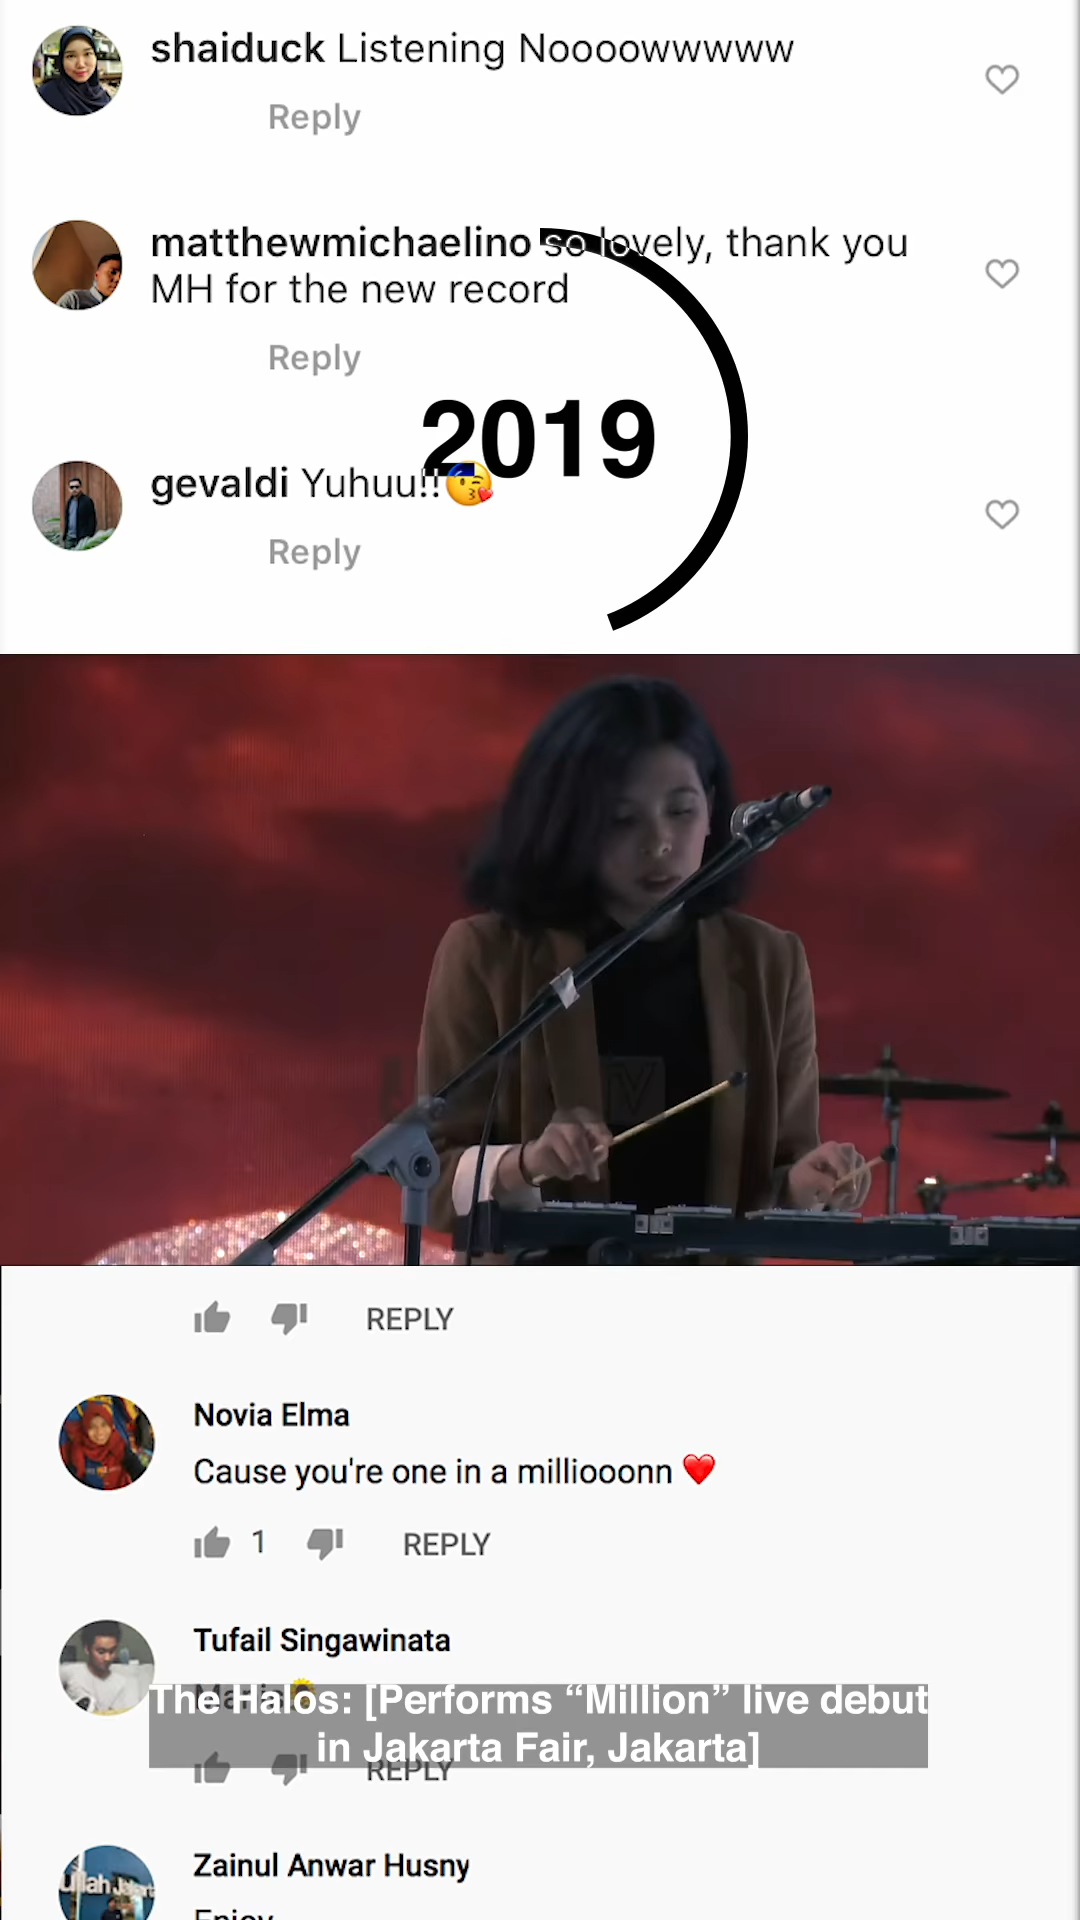 shaiduck Listening Noooowwwww
Reply
matthewmichaelino so lovely, thank you
MH for the new record
Reply
2019
gevaldi Yuhuu!!😘
Reply
REPLY
Novia Elma
Cause you're one in a milliooonn ❤️
1 REPLY
Tufail Singawinata
The Halos: [Performs “Million” live debut
in Jakarta Fair, Jakarta]
REPLY
Zainul Anwar Husny
Enjoy